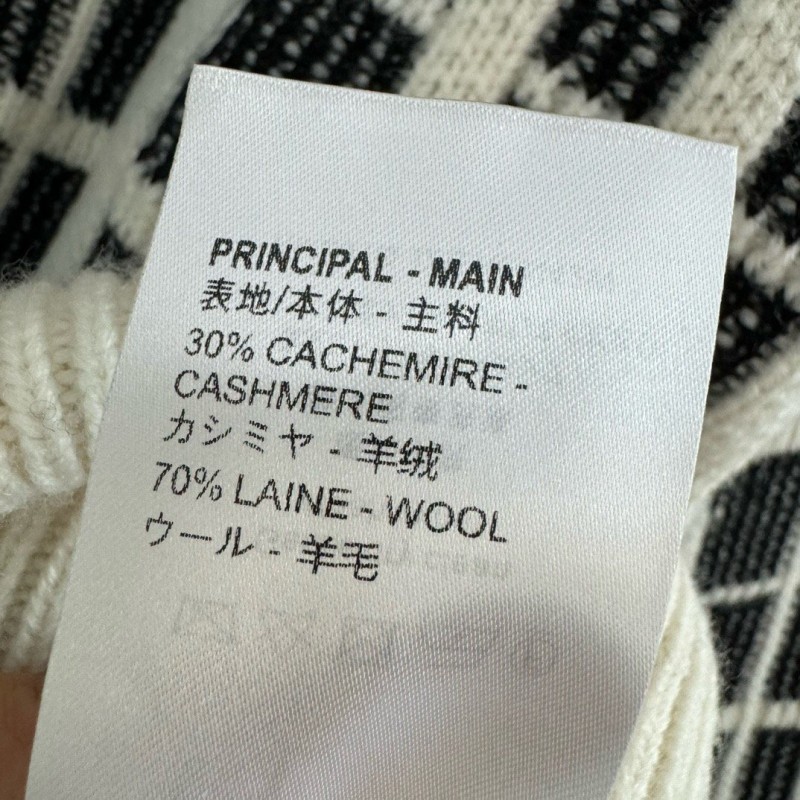 PRINCIPAL - MAIN
表地/本体 - 主料
30% CACHEMIRE -
CASHMERE
カシミヤ - 羊绒
70% LAINE - WOOL
ウール - 羊毛